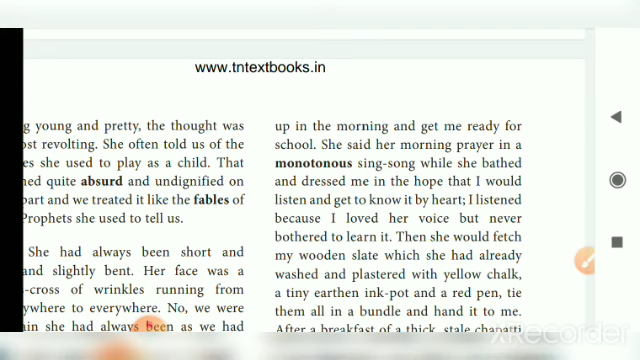 www.tntextbooks.in
g young and pretty, the thought was
ost revolting. She often told us of the
es she used to play as a child. That
ned quite absurd and undignified on
part and we treated it like the fables of
Prophets she used to tell us.
She had always been short and
and slightly bent. Her face was a
-cross of wrinkles running from
ywhere to everywhere. No, we were
ain she had always been as we had
up in the morning and get me ready for
school. She said her morning prayer in a
monotonous sing-song while she bathed
and dressed me in the hope that I would
listen and get to know it by heart; I listened
because I loved her voice but never
bothered to learn it. Then she would fetch
my wooden slate which she had already
washed and plastered with yellow chalk,
a tiny earthen ink-pot and a red pen, tie
them all in a bundle and hand it to me.
After a breakfast of a thick, stale chapatti
XRECORDER